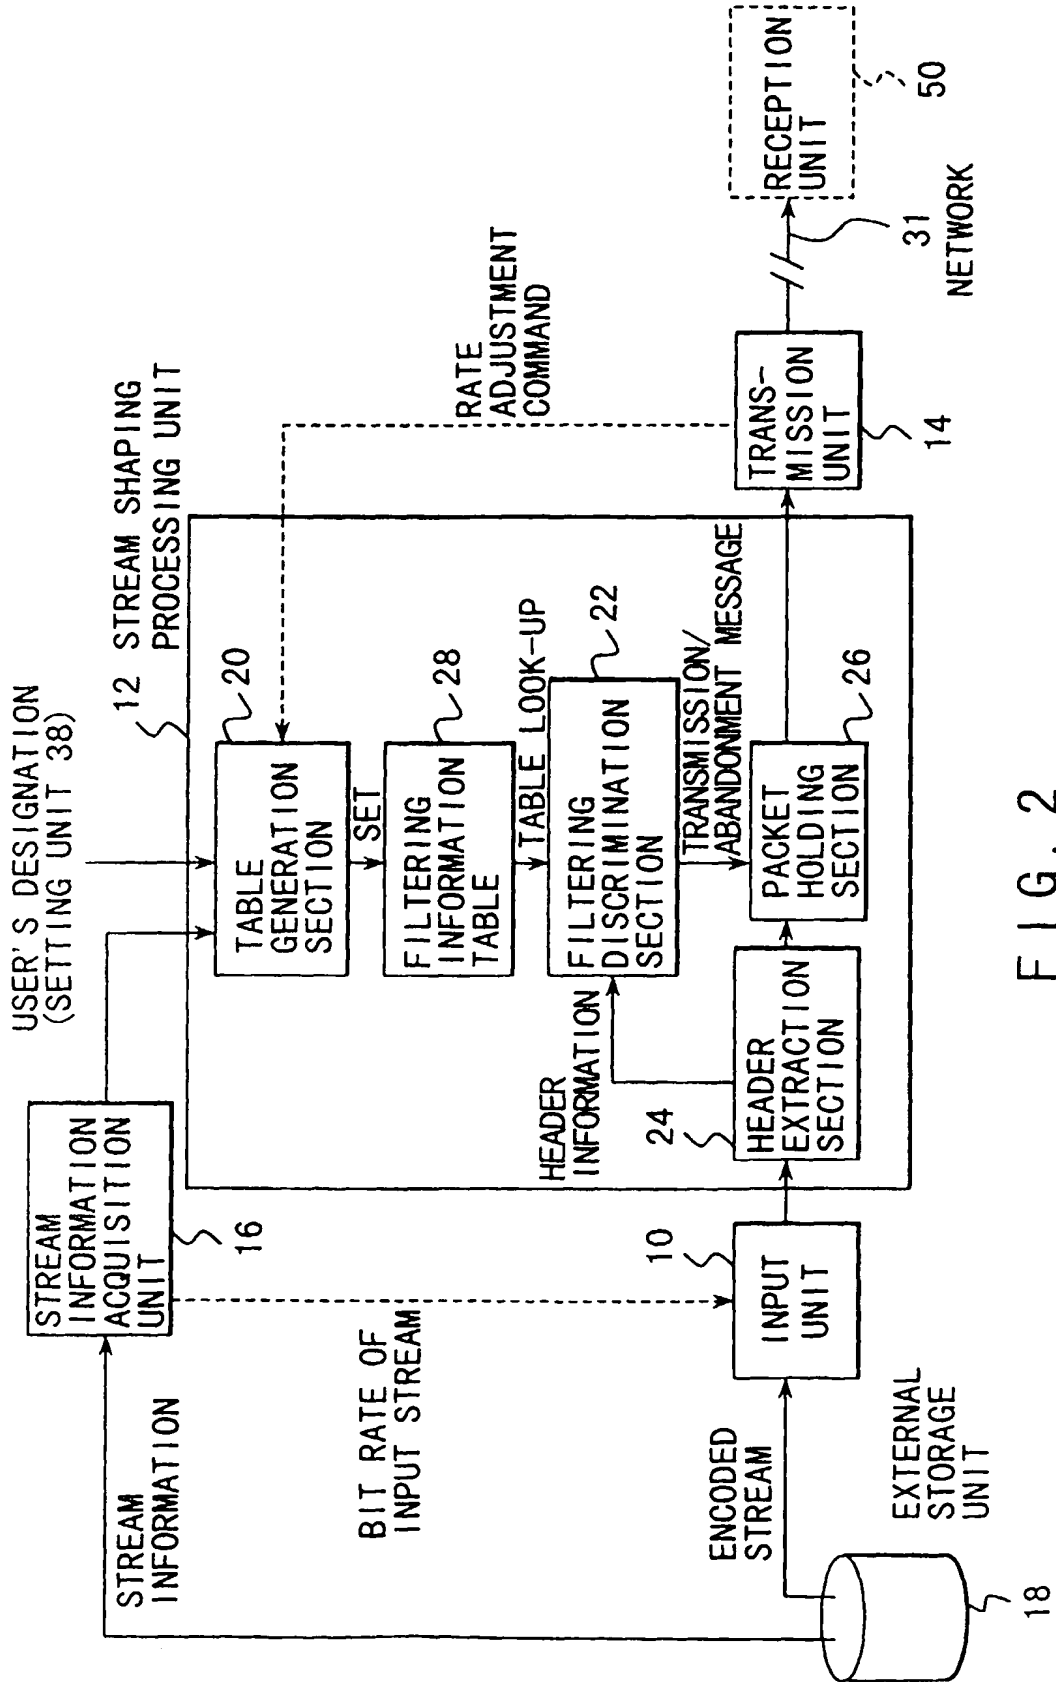 USER'S DESIGNATION
(SETTING UNIT 38)
12 STREAM SHAPING
PROCESSING UNIT
STREAM
INFORMATION
ACQUISITION
UNIT
16
STREAM
INFORMATION
BIT RATE OF
INPUT STREAM
TABLE
GENERATION
SECTION
20
SET
FILTERING
INFORMATION
TABLE
28
TABLE LOOK-UP
FILTERING
DISCRIMINATION
SECTION
22
RATE
ADJUSTMENT
COMMAND
HEADER
INFORMATION
TRANSMISSION/
ABANDONMENT MESSAGE
ENCODED
STREAM
10
INPUT
UNIT
24
HEADER
EXTRACTION
SECTION
PACKET
HOLDING
SECTION
26
TRANS-
MISSION
UNIT
14
RECEPTION
UNIT
50
31
NETWORK
EXTERNAL
STORAGE
UNIT
18
FIG. 2